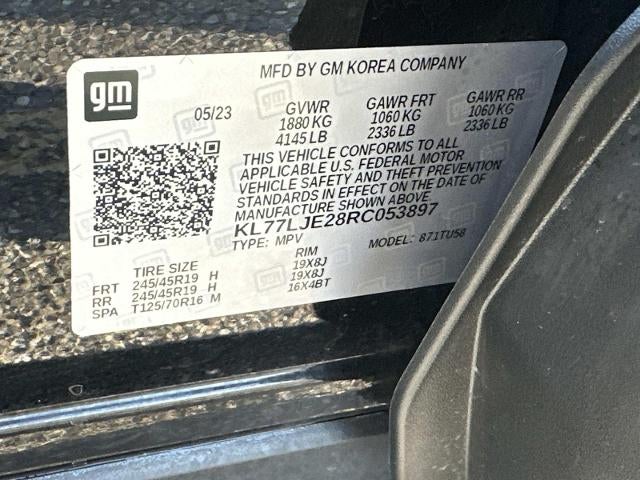 gm
MFD BY GM KOREA COMPANY
05/23 GVWR GAWR FRT GAWR RR
1880 KG 1060 KG 1060 KG
4145 LB 2336 LB 2336 LB
THIS VEHICLE CONFORMS TO ALL
APPLICABLE U.S. FEDERAL MOTOR
VEHICLE SAFETY AND THEFT PREVENTION
STANDARDS IN EFFECT ON THE DATE OF
MANUFACTURE SHOWN ABOVE
KL77LJE28RC053897
TYPE: MPV MODEL: 871TU58
TIRE SIZE RIM
FRT 245/45R19 H 19X8J
RR 245/45R19 H 19X8J
SPA T125/70R16 M 16X4BT